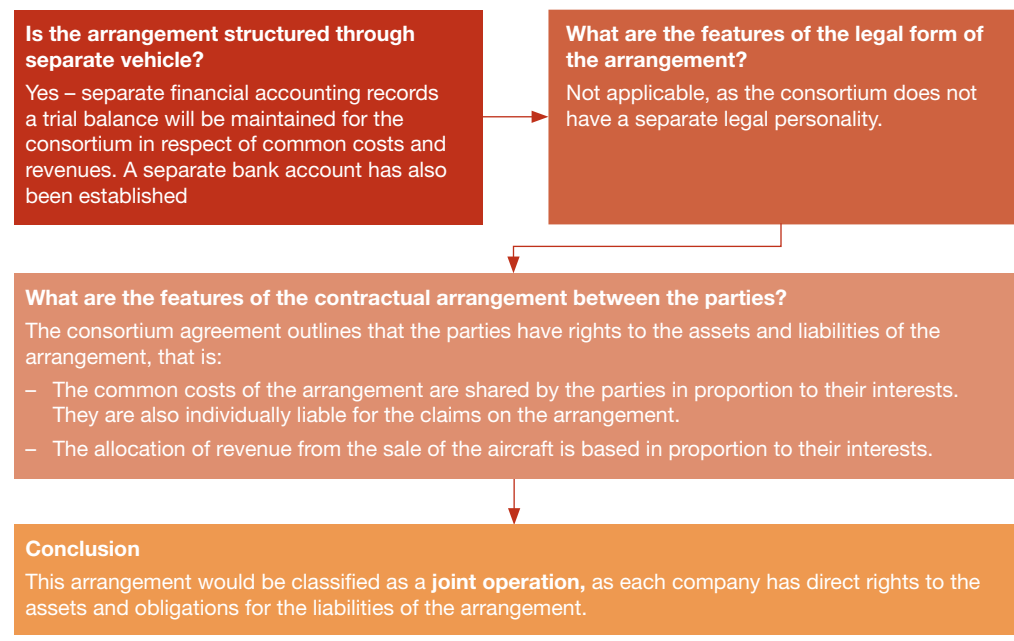 Is the arrangement structured through
separate vehicle?
Yes – separate financial accounting records
a trial balance will be maintained for the
consortium in respect of common costs and
revenues. A separate bank account has also
been established
What are the features of the legal form of
the arrangement?
Not applicable, as the consortium does not
have a separate legal personality.
What are the features of the contractual arrangement between the parties?
The consortium agreement outlines that the parties have rights to the assets and liabilities of the
arrangement, that is:
– The common costs of the arrangement are shared by the parties in proportion to their interests.
They are also individually liable for the claims on the arrangement.
– The allocation of revenue from the sale of the aircraft is based in proportion to their interests.
Conclusion
This arrangement would be classified as a joint operation, as each company has direct rights to the
assets and obligations for the liabilities of the arrangement.